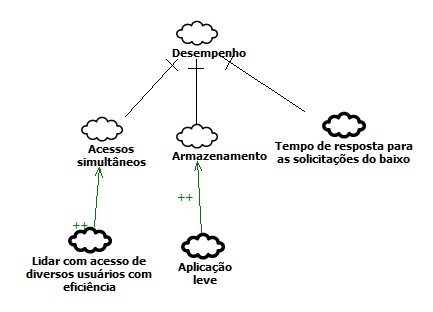 Desempenho
Acessos
simultâneos
Armazenamento
Tempo de resposta para
as solicitações do baixo
++
++
Lidar com acesso de
diversos usuários com
eficiência
Aplicação
leve